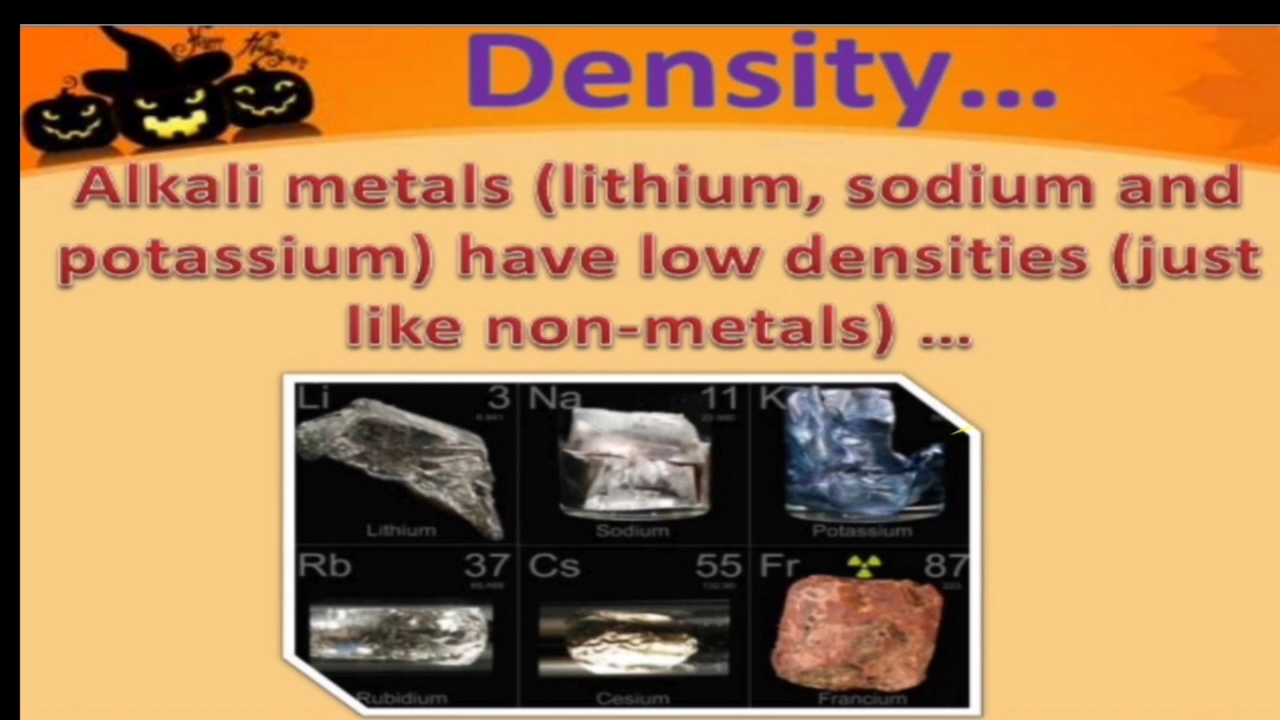 Density...
Alkali metals (lithium, sodium and
potassium) have low densities (just
like non-metals) ...
Li 3 Na 11 K
Lithium Sodium Potassium
Rb 37 Cs 55 Fr 87
Rubidium Cesium Francium